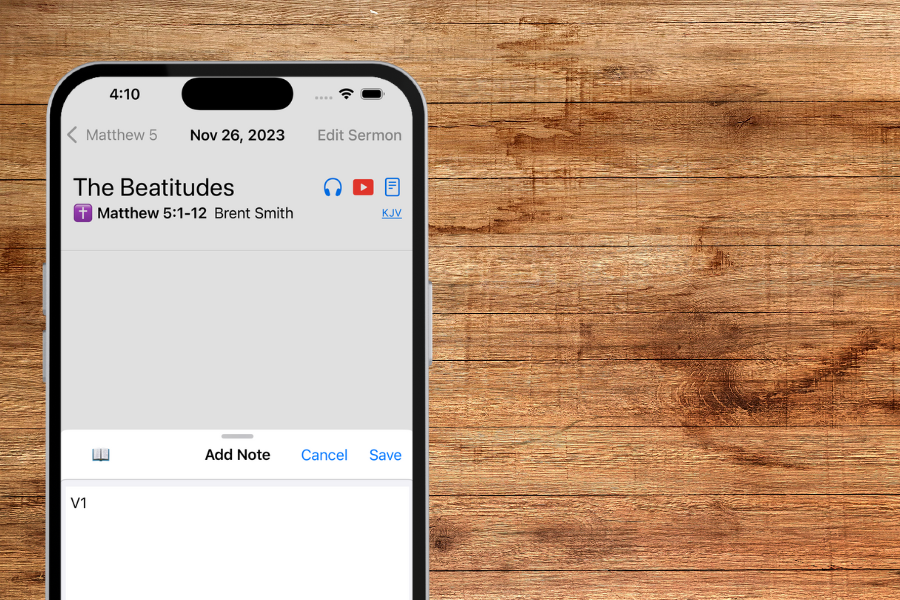 4:10
Matthew 5 Nov 26, 2023 Edit Sermon
The Beatitudes
Matthew 5:1-12 Brent Smith KJV
Add Note Cancel Save
V1